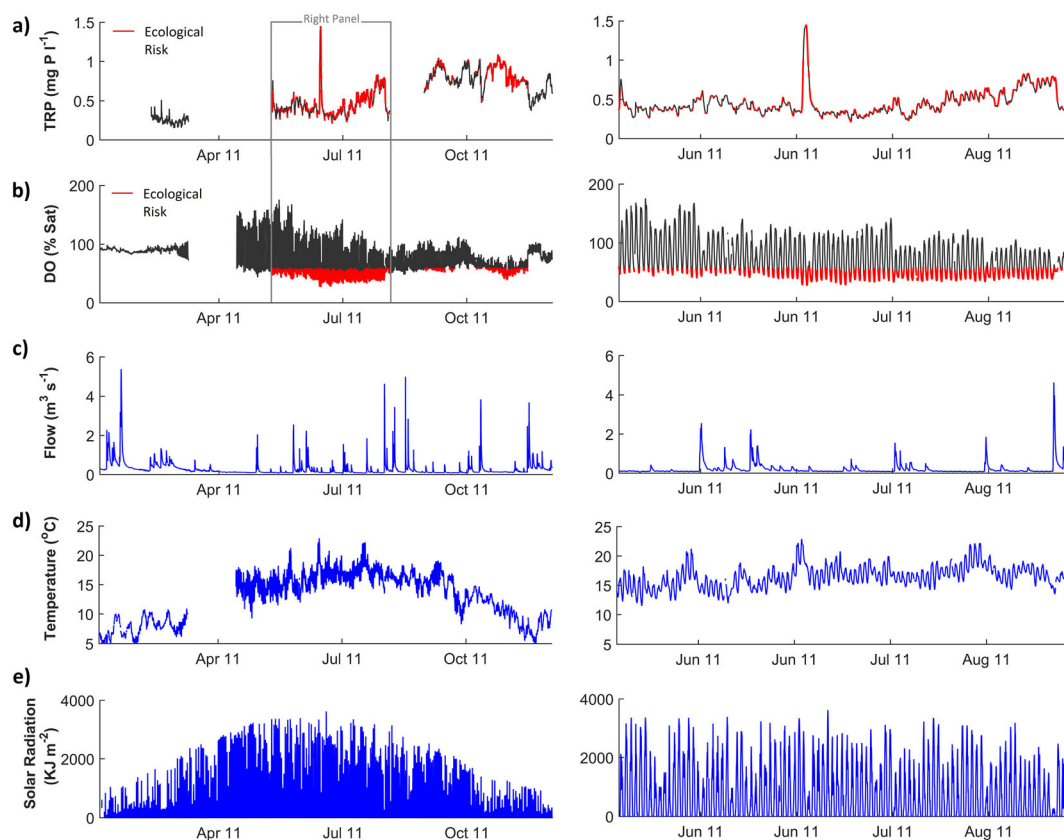 Right Panel
a)
TRP (mg P l⁻¹)
1.5
1
0.5
0
Ecological
Risk
Apr 11
Jul 11
Oct 11
1.5
1
0.5
0
Jun 11
Jun 11
Jul 11
Aug 11
b)
DO (% Sat)
200
100
0
Ecological
Risk
Apr 11
Jul 11
Oct 11
200
100
0
Jun 11
Jun 11
Jul 11
Aug 11
c)
Flow (m³ s⁻¹)
6
4
2
0
Apr 11
Jul 11
Oct 11
6
4
2
0
Jun 11
Jun 11
Jul 11
Aug 11
d)
Temperature (°C)
25
20
15
10
5
Apr 11
Jul 11
Oct 11
25
20
15
10
5
Jun 11
Jun 11
Jul 11
Aug 11
e)
Solar Radiation
(KJ m⁻²)
4000
2000
0
Apr 11
Jul 11
Oct 11
4000
2000
0
Jun 11
Jun 11
Jul 11
Aug 11